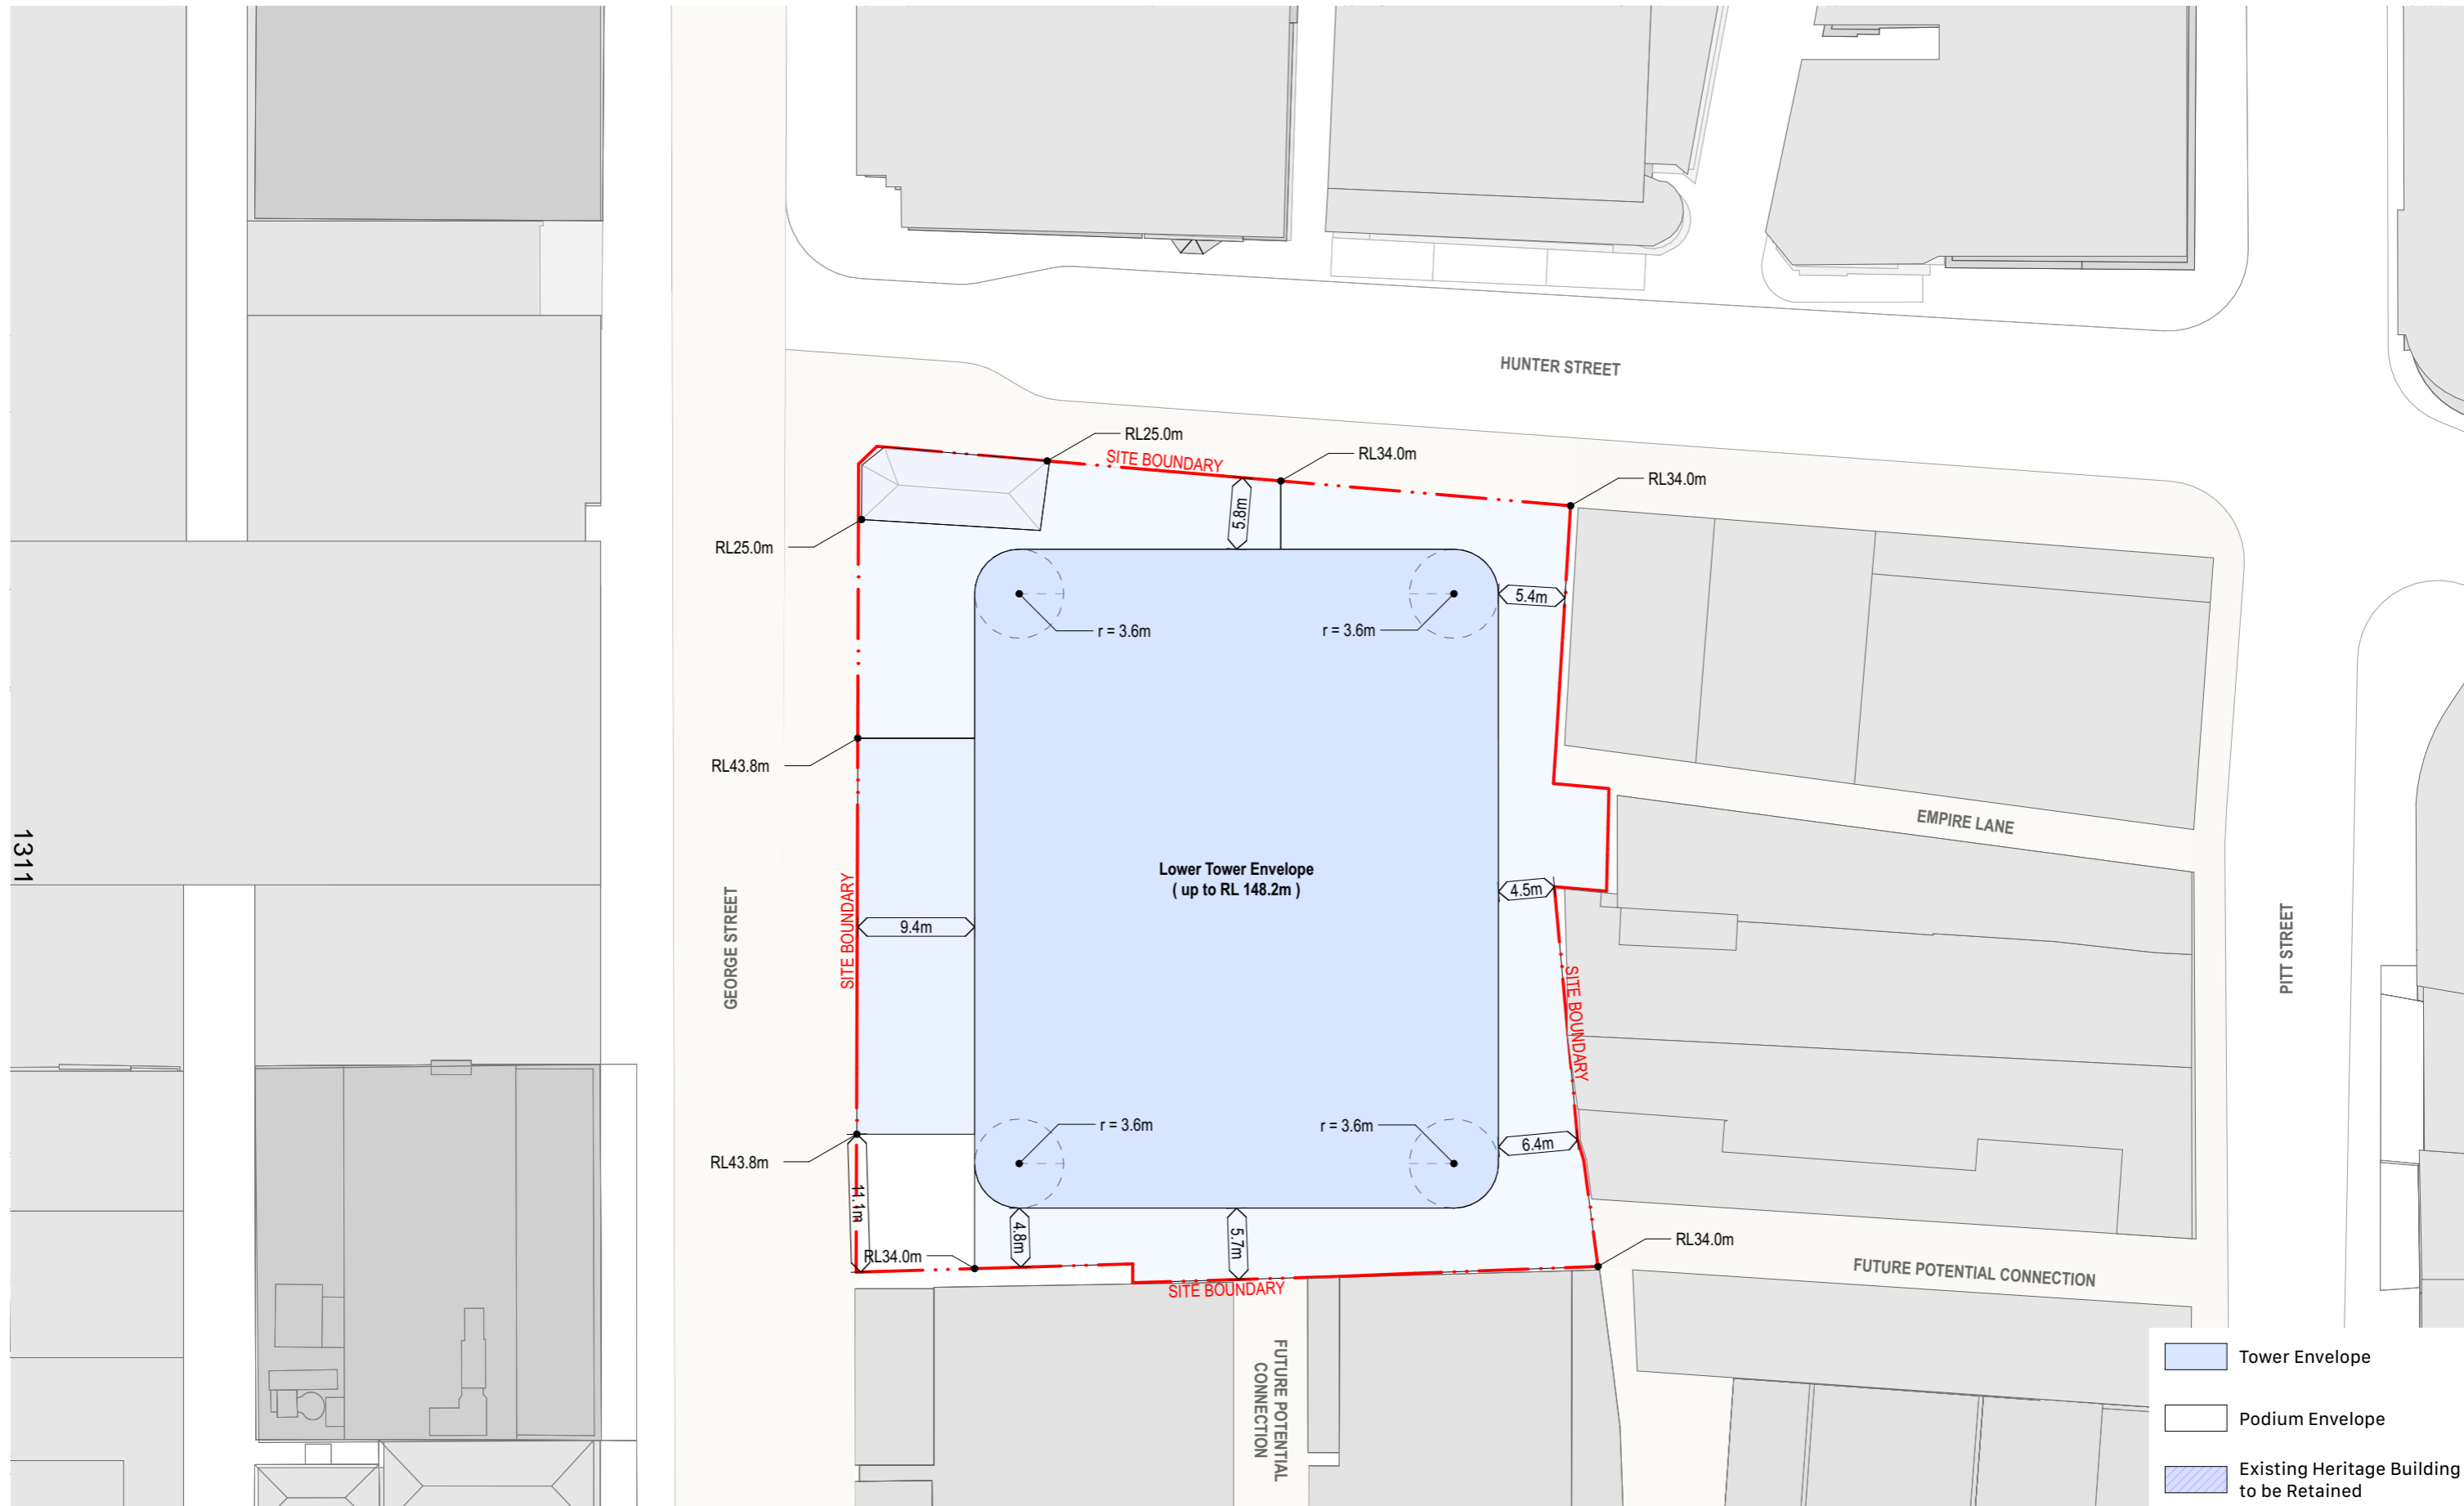 HUNTER STREET
RL25.0m
SITE BOUNDARY
RL34.0m
RL34.0m
5.8m
RL25.0m
5.4m
r = 3.6m
r = 3.6m
RL43.8m
EMPIRE LANE
1311
Lower Tower Envelope
( up to RL 148.2m )
4.5m
SITE BOUNDARY
GEORGE STREET
9.4m
PITT STREET
SITE BOUNDARY
r = 3.6m
r = 3.6m
6.4m
RL43.8m
11.1m
4.8m
5.7m
RL34.0m
RL34.0m
SITE BOUNDARY
FUTURE POTENTIAL CONNECTION
FUTURE POTENTIAL
CONNECTION
Tower Envelope
Podium Envelope
Existing Heritage Building
to be Retained